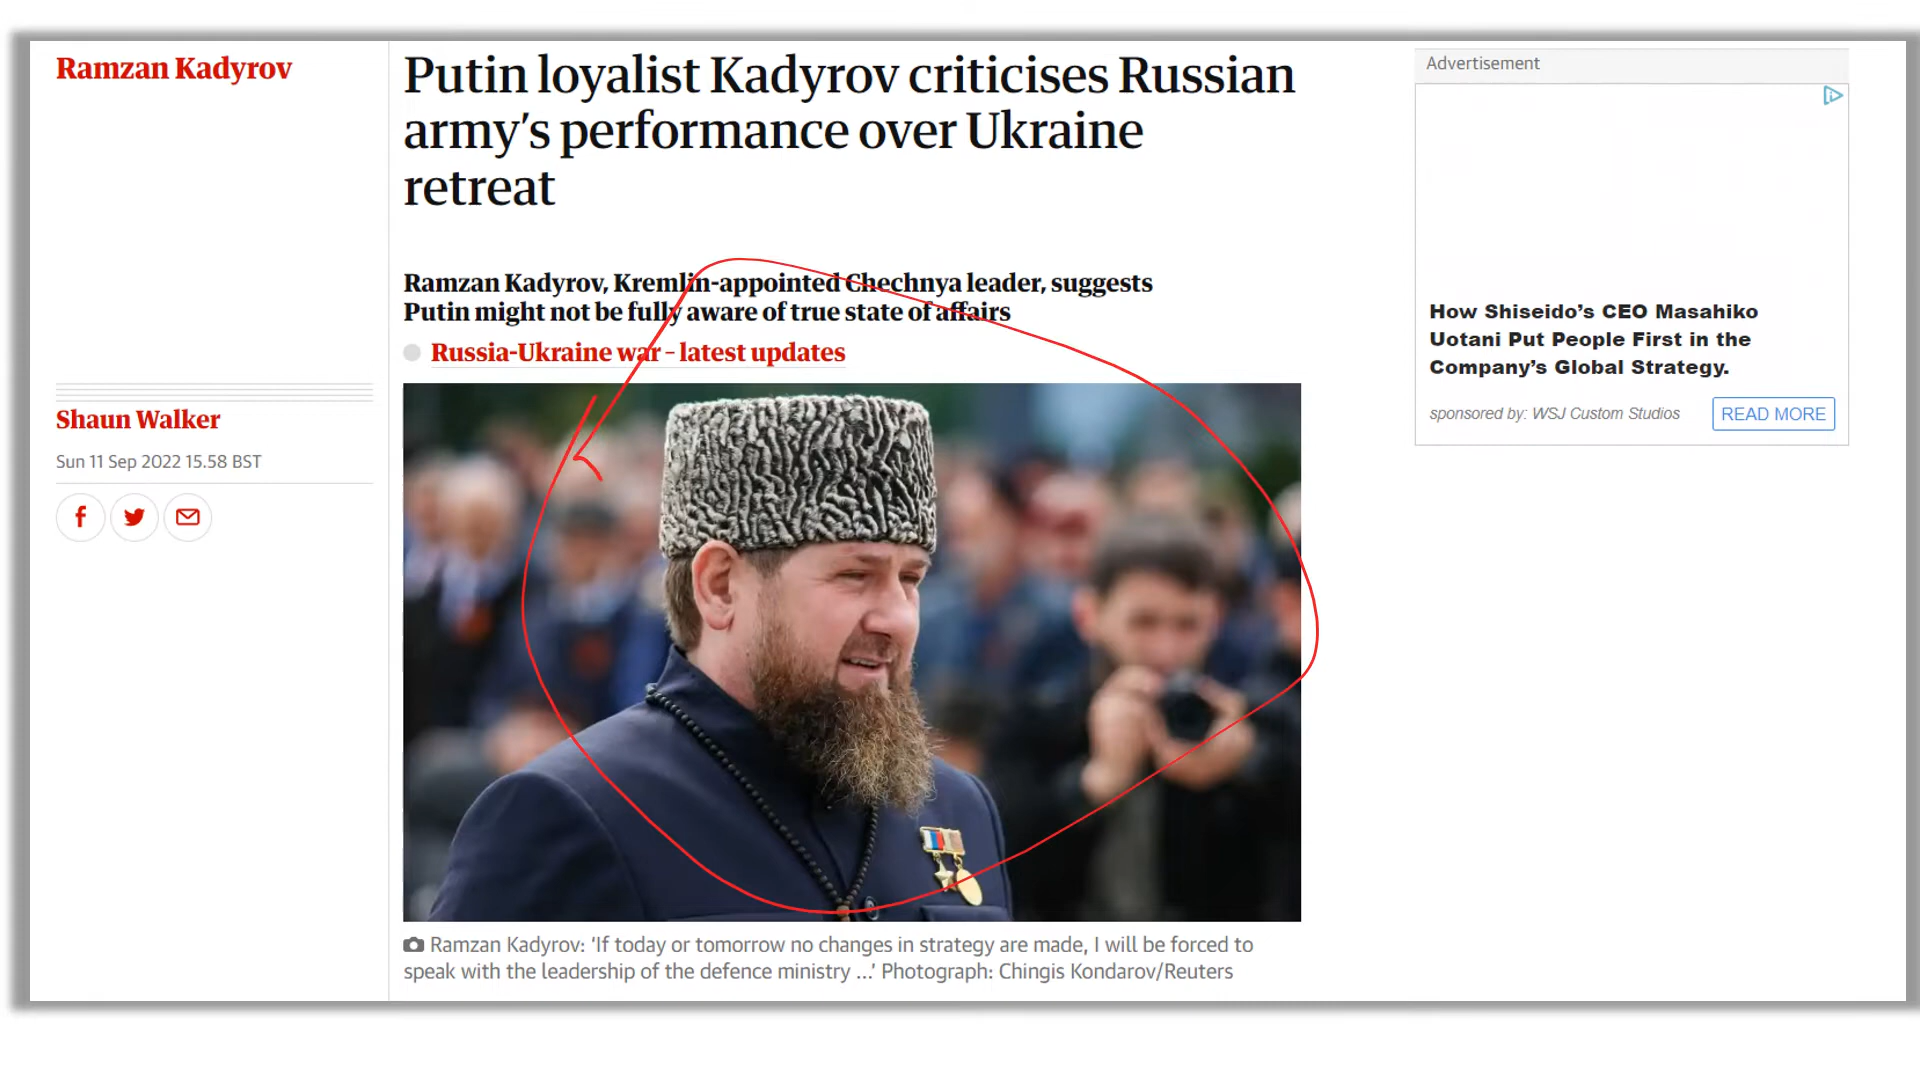 Ramzan Kadyrov
Putin loyalist Kadyrov criticises Russian
army’s performance over Ukraine
retreat
Ramzan Kadyrov, Kremlin-appointed Chechnya leader, suggests
Putin might not be fully aware of true state of affairs
Russia-Ukraine war – latest updates
Shaun Walker
Sun 11 Sep 2022 15.58 BST
Ramzan Kadyrov: ‘If today or tomorrow no changes in strategy are made, I will be forced to
speak with the leadership of the defence ministry ...’ Photograph: Chingis Kondarov/Reuters
Advertisement
How Shiseido’s CEO Masahiko
Uotani Put People First in the
Company’s Global Strategy.
sponsored by: WSJ Custom Studios
READ MORE